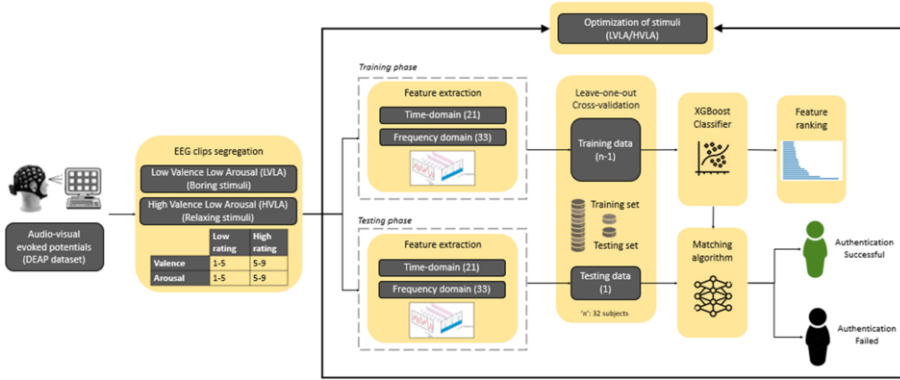 Optimization of stimuli
(LVLA/HVLA)
Training phase
Feature extraction
Time-domain (21)
Frequency domain (33)
Leave-one-out
Cross-validation
Training data
(n-1)
XGBoost
Classifier
Feature
ranking
EEG clips segregation
Low Valence Low Arousal (LVLA)
(Boring stimuli)
High Valence Low Arousal (HVLA)
(Relaxing stimuli)
Low
rating
High
rating
Valence 1-5 5-9
Arousal 1-5 5-9
Audio-visual
evoked potentials
(DEAP dataset)
Training set
Testing set
Testing phase
Feature extraction
Time-domain (21)
Frequency domain (33)
Testing data
(1)
'n': 32 subjects
Matching
algorithm
Authentication
Successful
Authentication
Failed